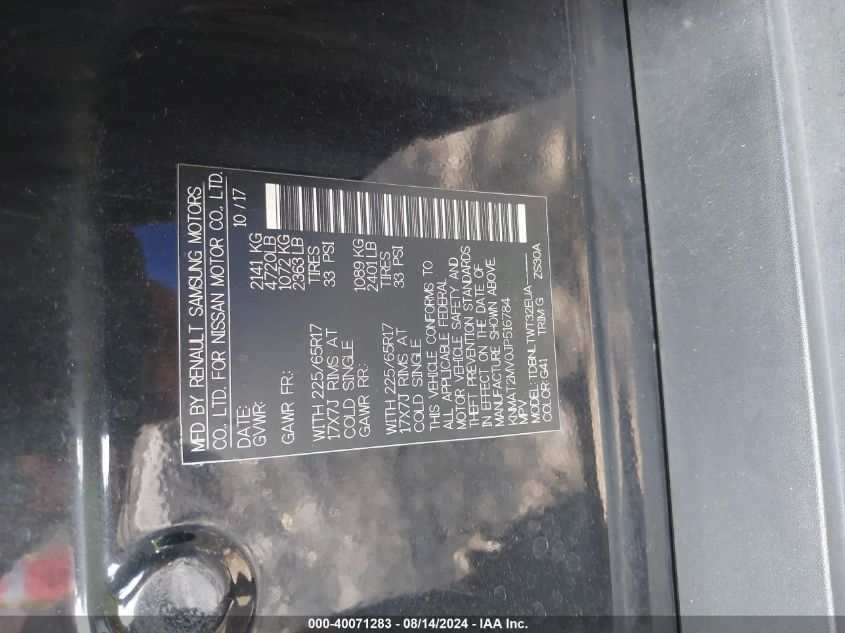 MFD BY RENAULT SAMSUNG MOTORS
CO., LTD. FOR NISSAN MOTOR CO., LTD.
DATE: 10/17
GVWR: 2141 KG
4720LB
GAWR FR: 1072 KG
2363 LB
WITH 225/65R17 TIRES
17X7J RIMS AT 33 PSI
COLD SINGLE
GAWR RR: 1089 KG
2401 LB
WITH 225/65R17 TIRES
17X7J RIMS AT 33 PSI
COLD SINGLE
THIS VEHICLE CONFORMS TO
ALL APPLICABLE FEDERAL
MOTOR VEHICLE SAFETY AND
THEFT PREVENTION STANDARDS
IN EFFECT ON THE DATE OF
MANUFACTURE SHOWN ABOVE.
KNMAT2MV0JP516784
MPV
MODEL: TDBNLTWT32EUA-----
COLOR: G41 TRIM: G ZS30A
000-40071283 - 08/14/2024 - IAA Inc.